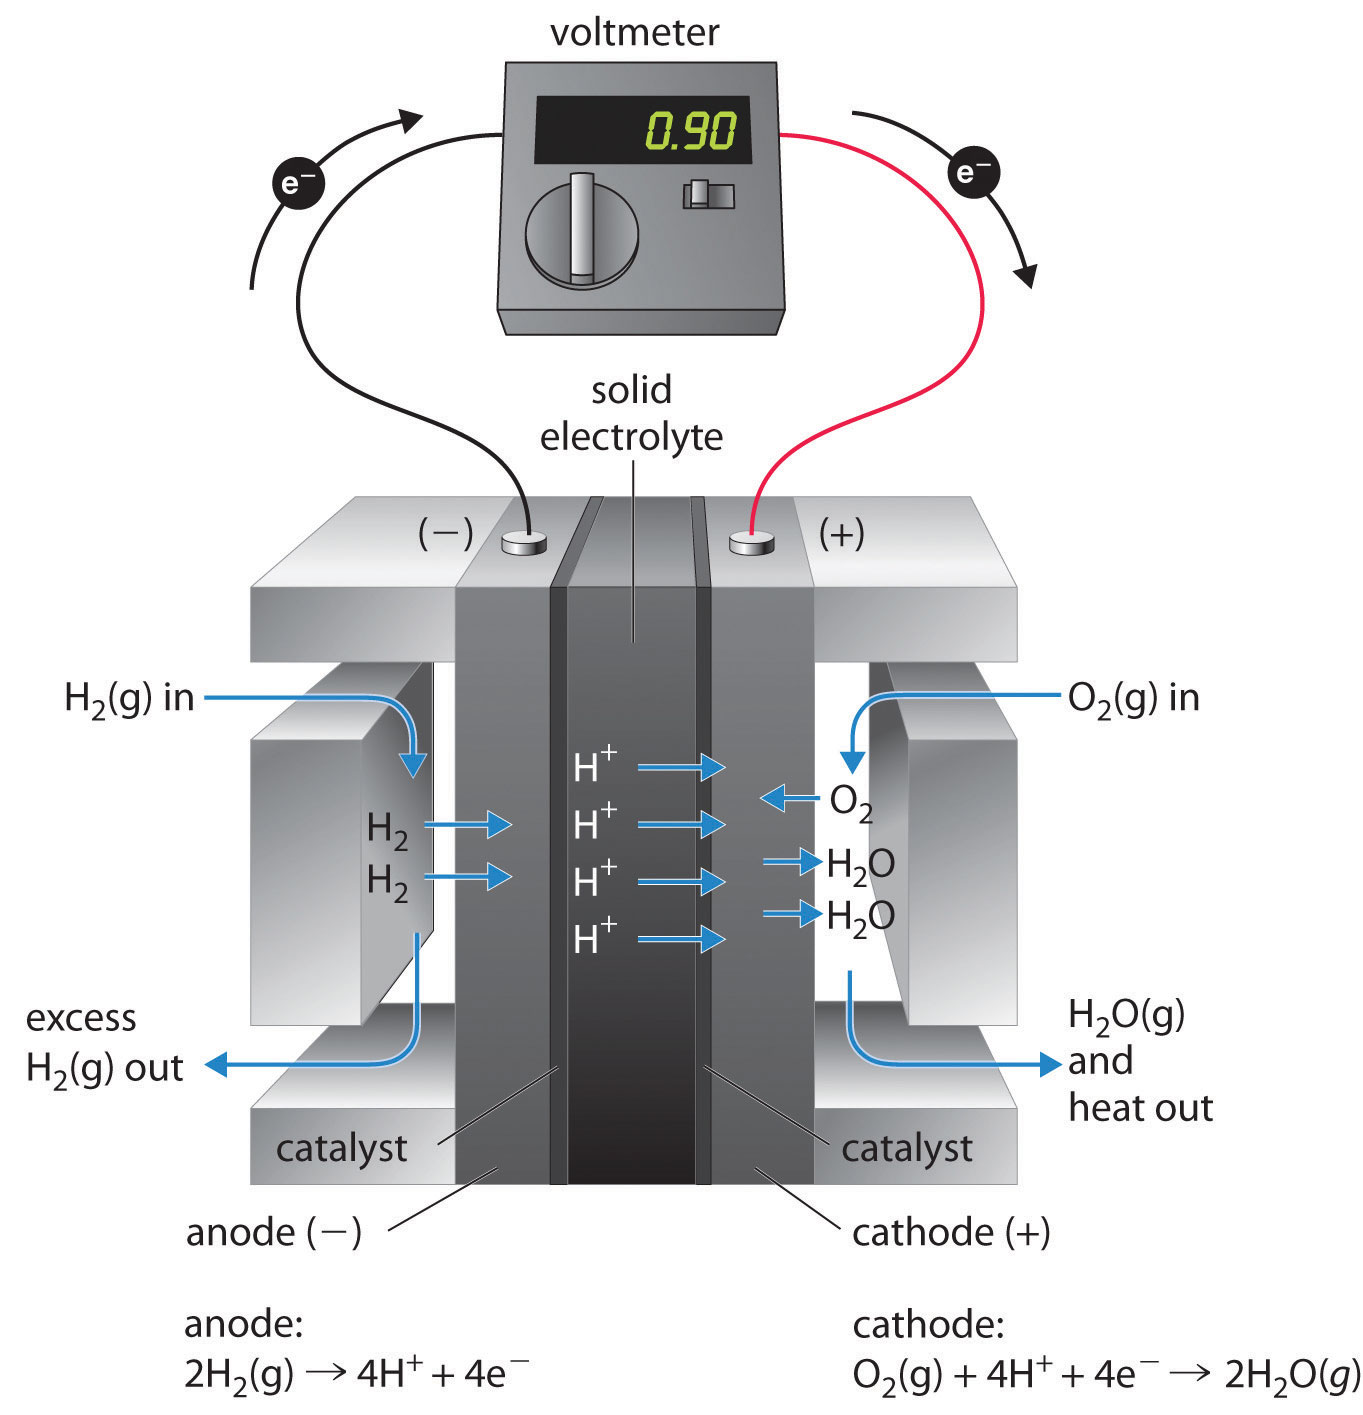 voltmeter
0.90
e⁻
e⁻
solid
electrolyte
(−)
(+)
H₂(g) in
O₂(g) in
H⁺
O₂
H₂
H⁺
H₂O
H₂
H⁺
H₂O
H⁺
excess
H₂(g) out
H₂O(g)
and
heat out
catalyst
catalyst
anode (−)
cathode (+)
anode:
2H₂(g) → 4H⁺ + 4e⁻
cathode:
O₂(g) + 4H⁺ + 4e⁻ → 2H₂O(g)